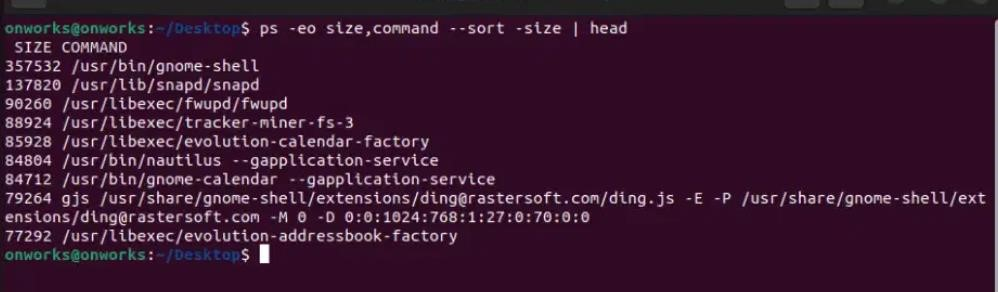 onworks@onworks:~/Desktop$ ps -eo size,command --sort -size | head
 SIZE COMMAND
357532 /usr/bin/gnome-shell
137820 /usr/lib/snapd/snapd
90260 /usr/libexec/fwupd/fwupd
88924 /usr/libexec/tracker-miner-fs-3
85928 /usr/libexec/evolution-calendar-factory
84804 /usr/bin/nautilus --gapplication-service
84712 /usr/bin/gnome-calendar --gapplication-service
79264 gjs /usr/share/gnome-shell/extensions/ding@rastersoft.com/ding.js -E -P /usr/share/gnome-shell/ext
ensions/ding@rastersoft.com -M 0 -D 0:0:1024:768:1:27:0:70:0:0
77292 /usr/libexec/evolution-addressbook-factory
onworks@onworks:~/Desktop$